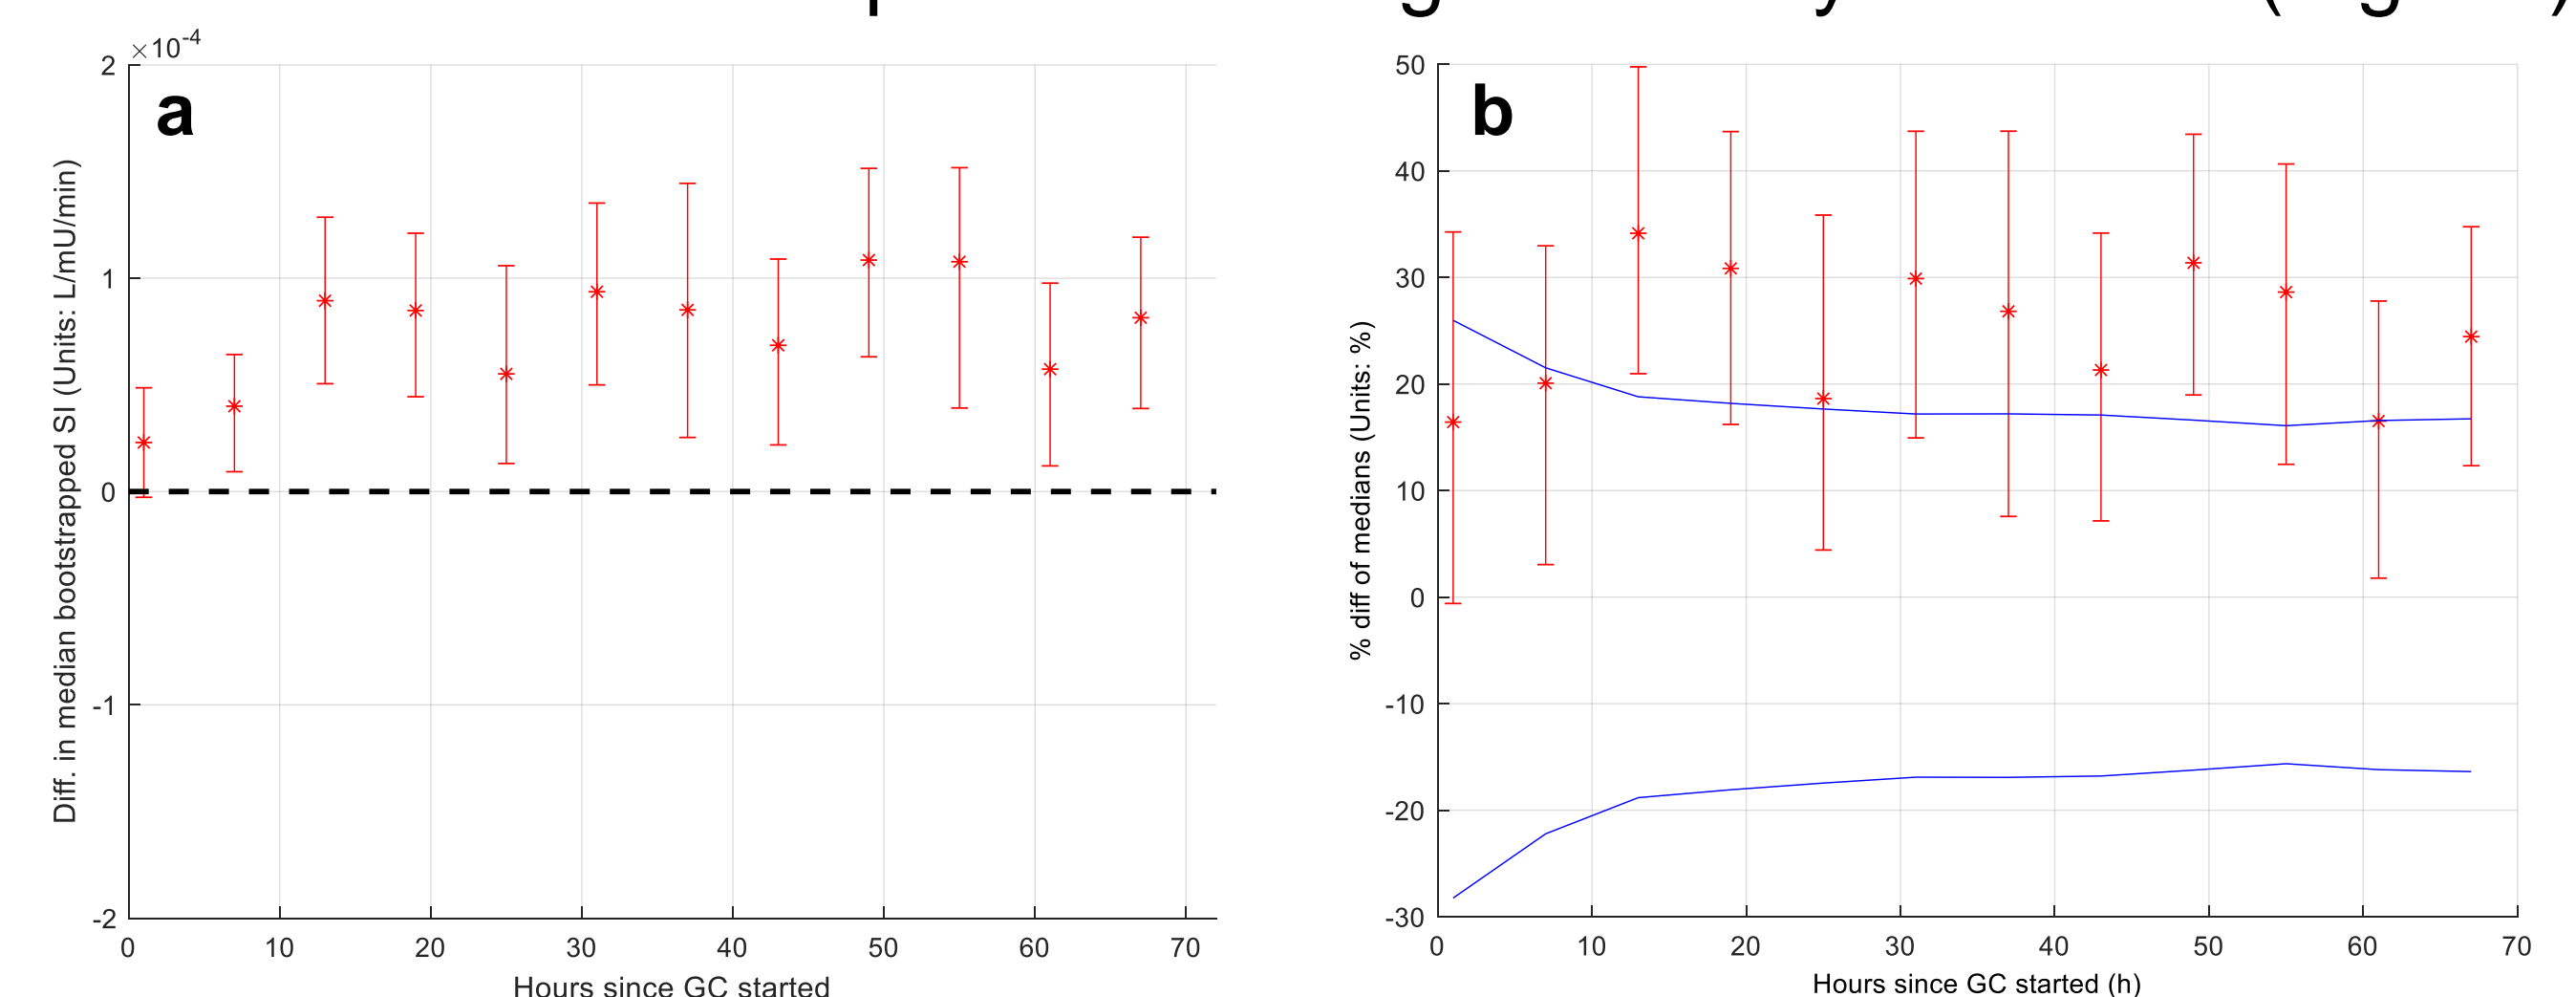 ×10-4
a
2
1
0
-1
-2
0 10 20 30 40 50 60 70
Diff. in median bootstrapped SI (Units: L/mU/min)
Hours since GC started
b
50
40
30
20
10
0
-10
-20
-30
0 10 20 30 40 50 60 70
% diff of medians (Units: %)
Hours since GC started (h)